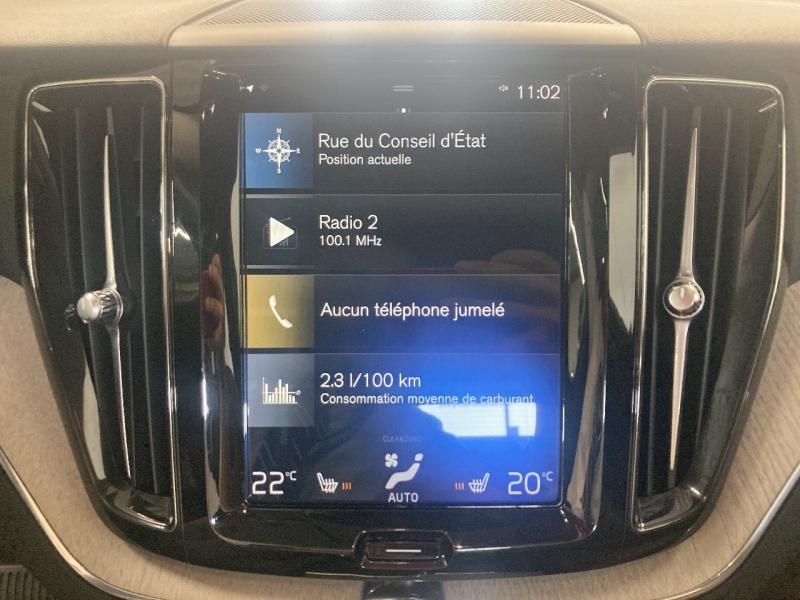 11:02
N
W E
S
Rue du Conseil d'État
Position actuelle
Radio 2
100.1 MHz
Aucun téléphone jumelé
2.3 l/100 km
Consommation moyenne de carburant
CLEANZONE
22°C
20°C
AUTO